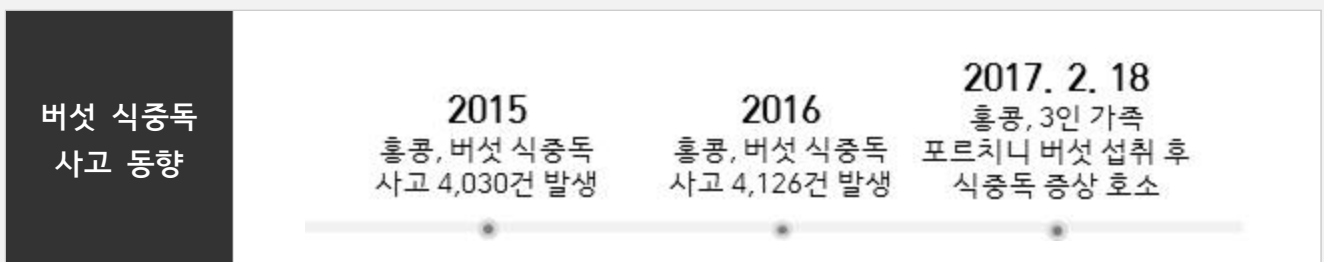 버섯 식중독
사고 동향
2015
홍콩, 버섯 식중독
사고 4,030건 발생
2016
홍콩, 버섯 식중독
사고 4,126건 발생
2017. 2. 18
홍콩, 3인 가족
포르치니 버섯 섭취 후
식중독 증상 호소